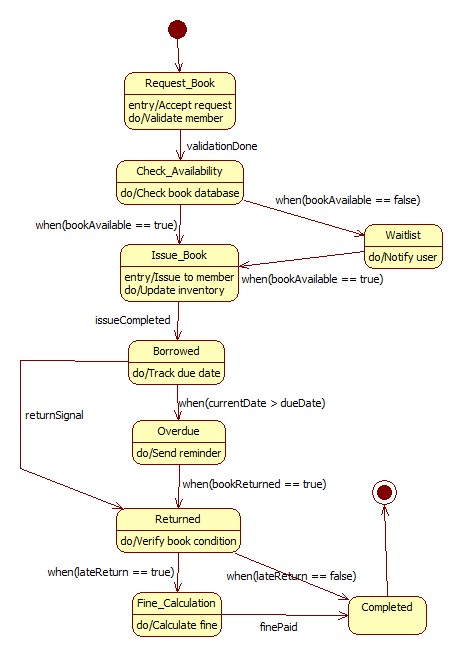 Request_Book
entry/Accept request
do/Validate member
validationDone
Check_Availability
do/Check book database
when(bookAvailable == false)
when(bookAvailable == true)
Waitlist
do/Notify user
Issue_Book
entry/Issue to member
do/Update inventory
when(bookAvailable == true)
issueCompleted
Borrowed
do/Track due date
when(currentDate > dueDate)
returnSignal
Overdue
do/Send reminder
when(bookReturned == true)
Returned
do/Verify book condition
when(lateReturn == true)
when(lateReturn == false)
Fine_Calculation
do/Calculate fine
finePaid
Completed